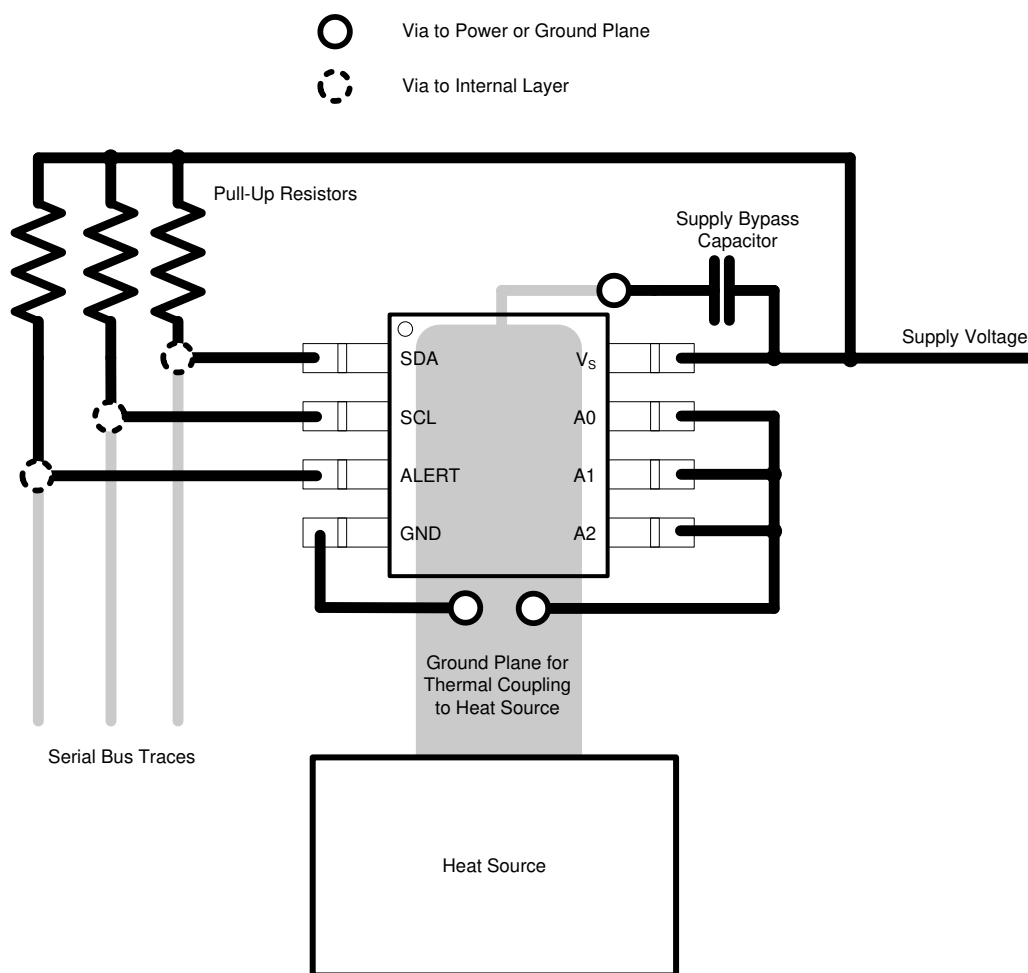 Via to Power or Ground Plane
Via to Internal Layer
Pull-Up Resistors
Supply Bypass
Capacitor
Supply Voltage
SDA
VS
SCL
A0
ALERT
A1
GND
A2
Ground Plane for
Thermal Coupling
to Heat Source
Serial Bus Traces
Heat Source